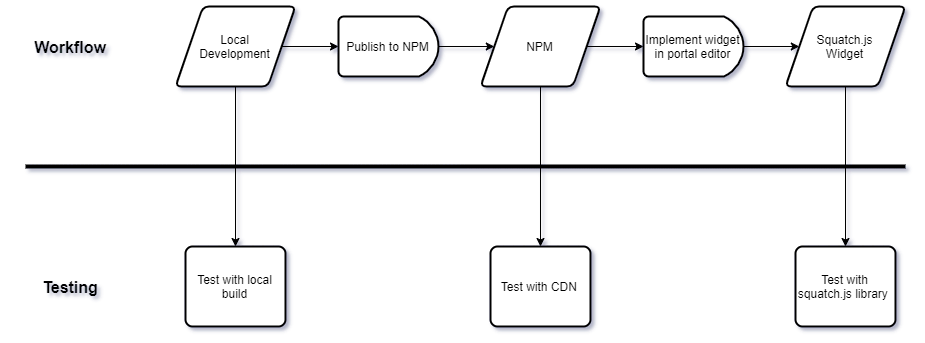 Workflow
Local
Development
Publish to NPM
NPM
Implement widget
in portal editor
Squatch.js
Widget
Testing
Test with local
build
Test with CDN
Test with
squatch.js library